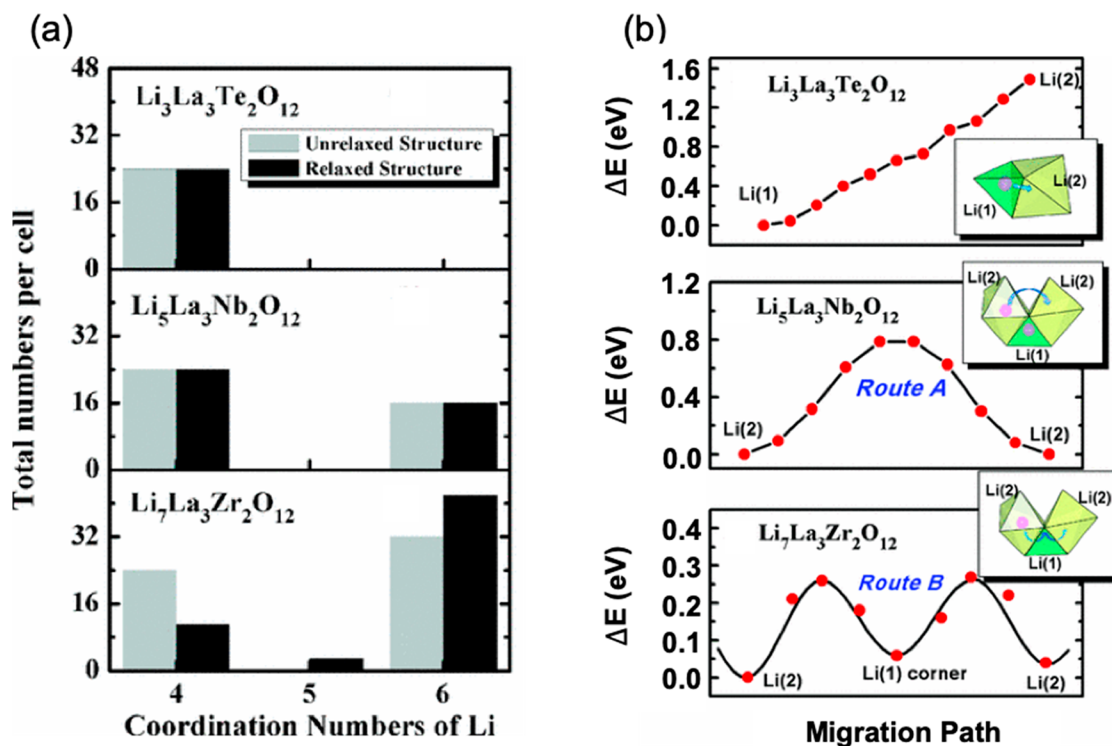 (a)
48
32
16
0
32
16
0
32
16
0
Total numbers per cell
Li₃La₃Te₂O₁₂
Unrelaxed Structure
Relaxed Structure
Li₅La₃Nb₂O₁₂
Li₇La₃Zr₂O₁₂
4 5 6
Coordination Numbers of Li
(b)
1.6
1.2
0.8
0.4
0.0
ΔE (eV)
Li₃La₃Te₂O₁₂
Li(1)
Li(2)
Li(1)
Li(2)
1.2
0.8
0.4
0.0
ΔE (eV)
Li₅La₃Nb₂O₁₂
Route A
Li(2)
Li(2)
Li(2)
Li(2)
Li(1)
0.4
0.3
0.2
0.1
0.0
ΔE (eV)
Li₇La₃Zr₂O₁₂
Route B
Li(2)
Li(1) corner
Li(2)
Li(2)
Li(2)
Li(1)
Migration Path